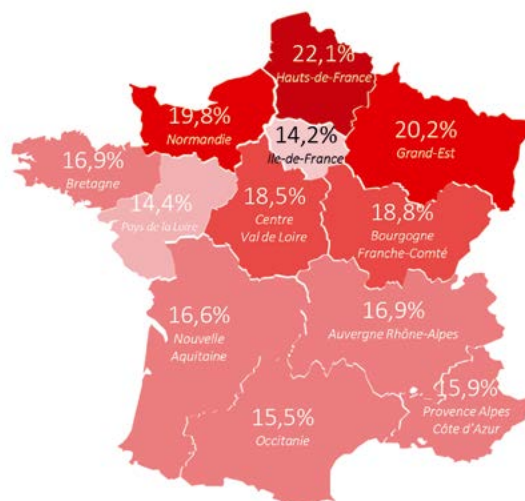 22,1%
Hauts-de-France
19,8%
Normandie
14,2%
Ile-de-France
20,2%
Grand-Est
16,9%
Bretagne
14,4%
Pays de la Loire
18,5%
Centre
Val de Loire
18,8%
Bourgogne
Franche-Comté
16,6%
Nouvelle
Aquitaine
16,9%
Auvergne Rhône-Alpes
15,9%
Provence Alpes
Côte d'Azur
15,5%
Occitanie